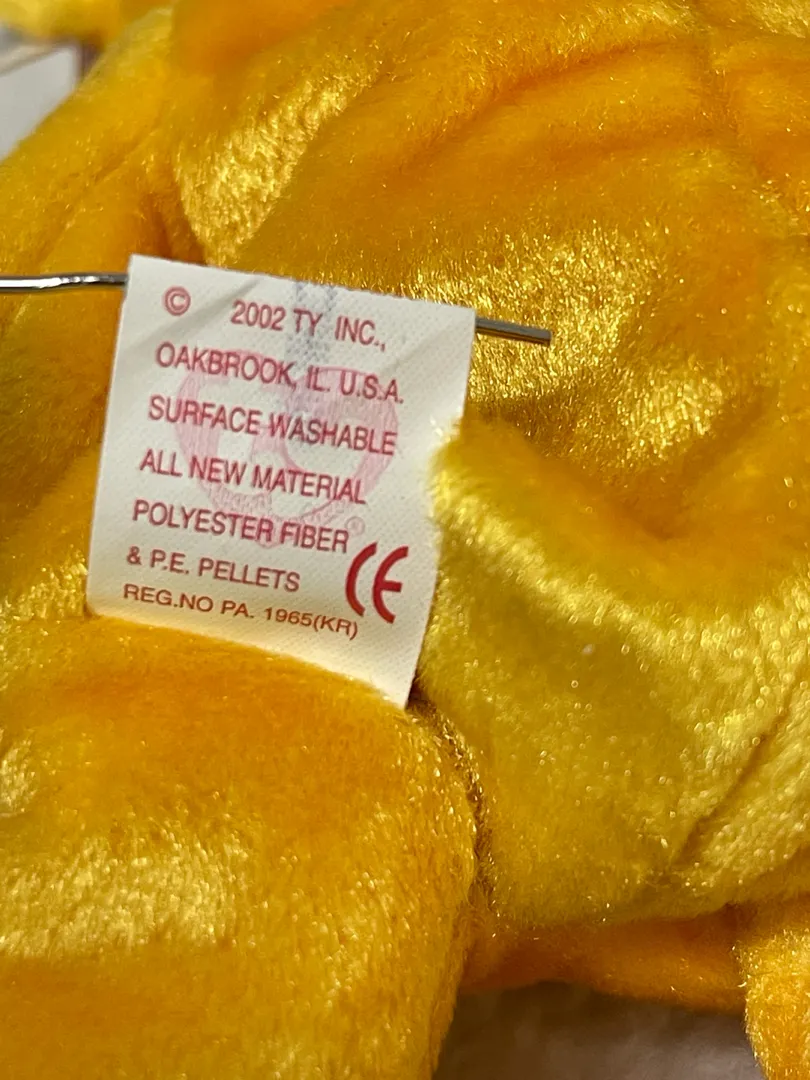 © 2002 TY INC.,
OAKBROOK, IL. U.S.A.
SURFACE WASHABLE
ALL NEW MATERIAL
POLYESTER FIBER
& P.E. PELLETS CE
REG.NO PA. 1965(KR)